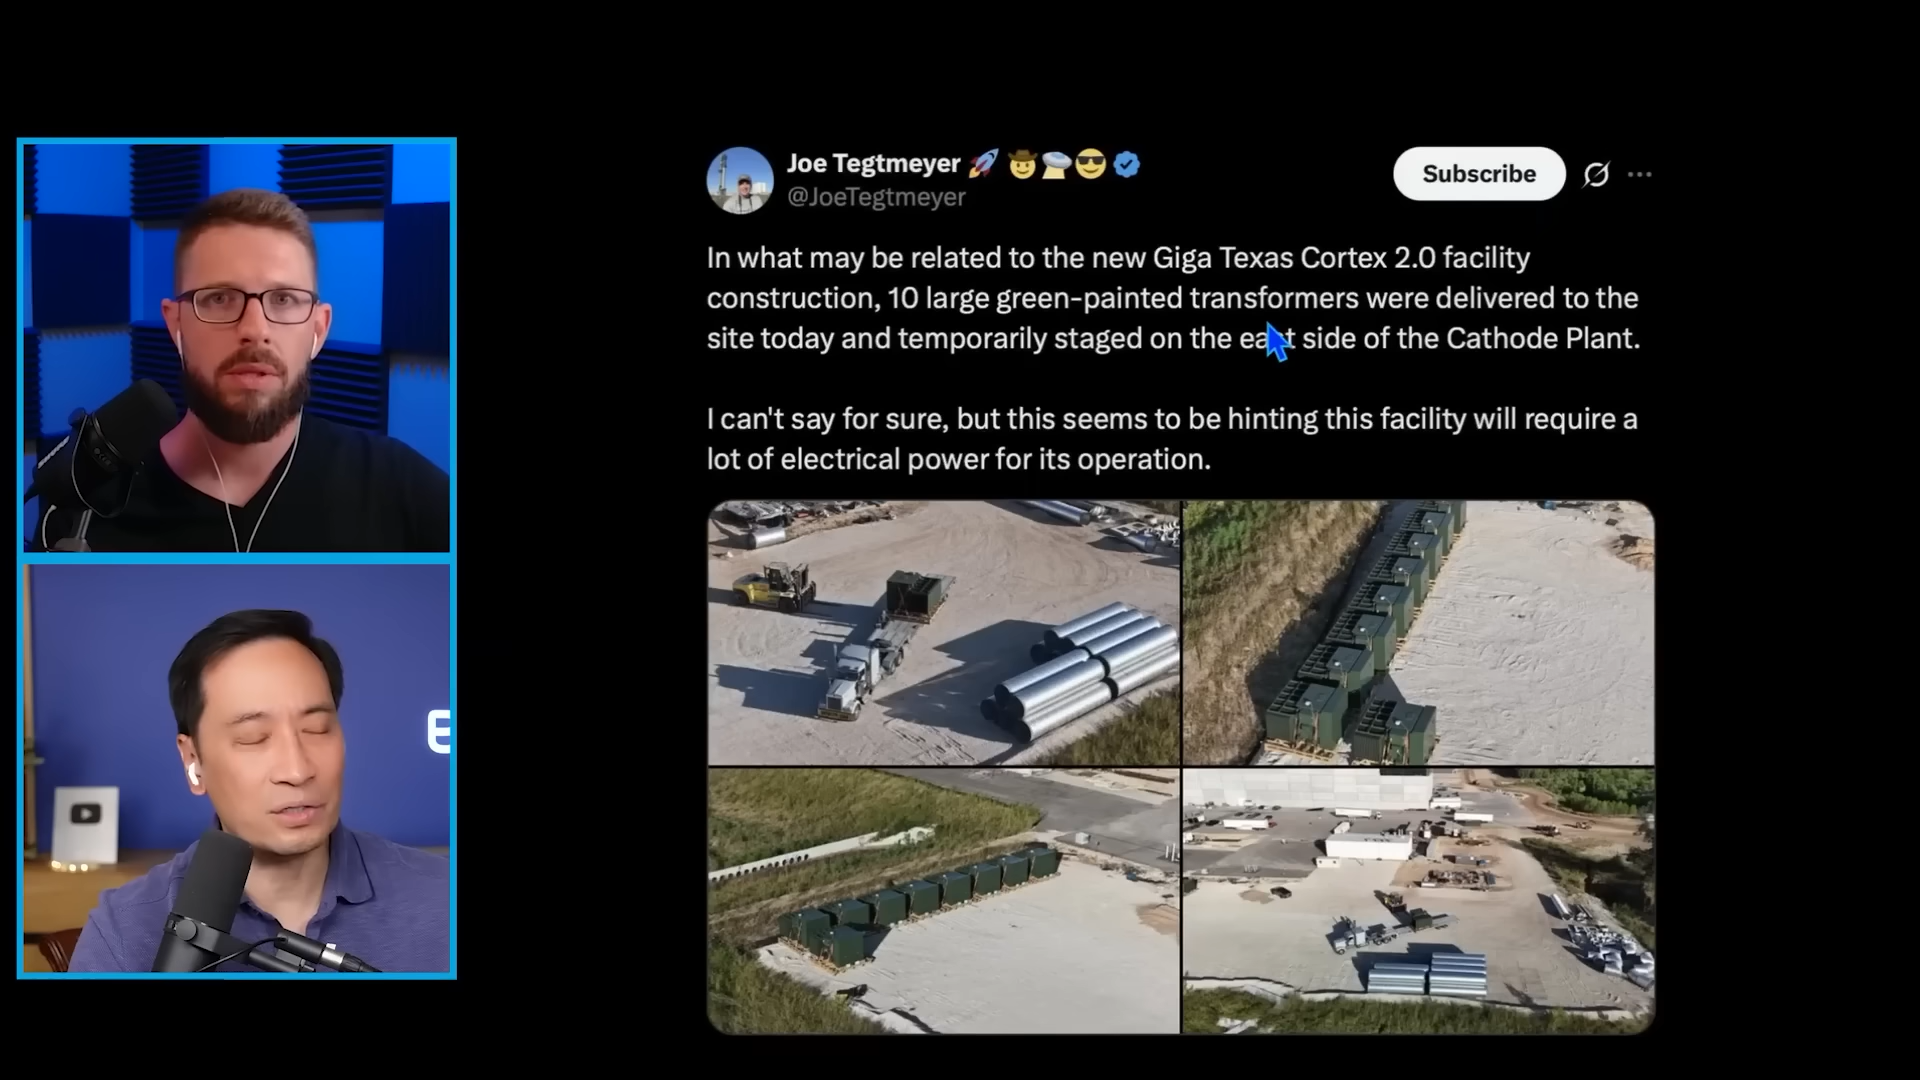 Joe Tegtmeyer 🚀 🤠🛸😎
@JoeTegtmeyer
Subscribe
In what may be related to the new Giga Texas Cortex 2.0 facility
construction, 10 large green-painted transformers were delivered to the
site today and temporarily staged on the east side of the Cathode Plant.
I can't say for sure, but this seems to be hinting this facility will require a
lot of electrical power for its operation.
E